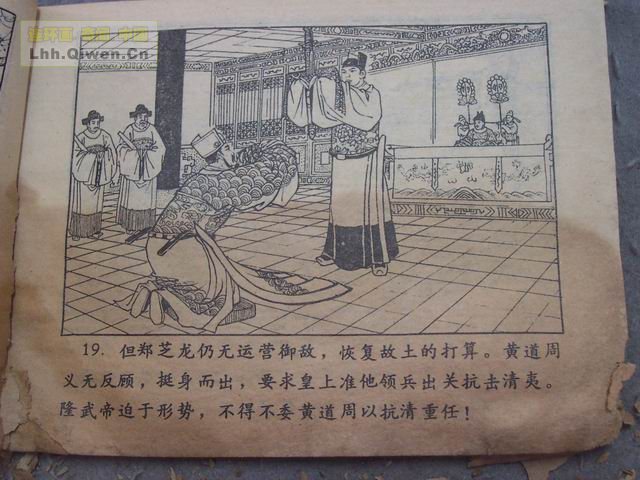 Lhh.Qiwen.Cn
19. 但郑芝龙仍无运营御敌，恢复故土的打算。黄道周
义无反顾，挺身而出，要求皇上准他领兵出关抗击清夷。
隆武帝迫于形势，不得不委黄道周以抗清重任！